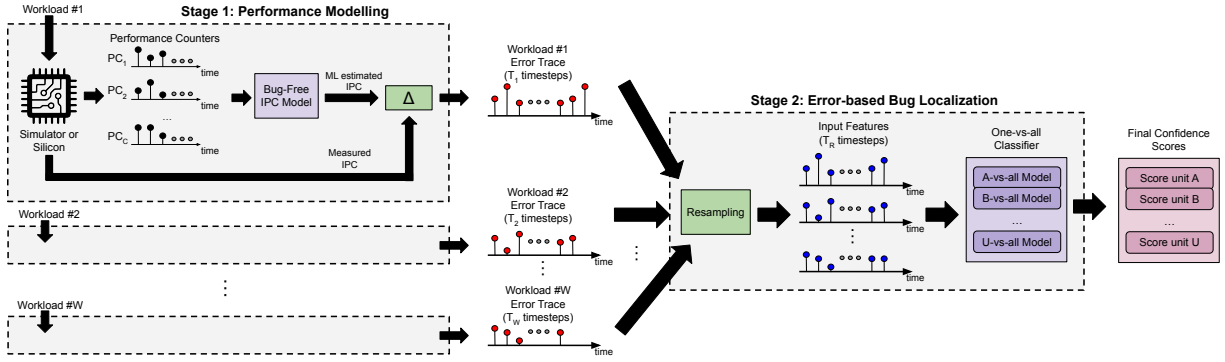 Workload #1
Stage 1: Performance Modelling
Performance Counters
PC1
time
PC2
time
...
PCC
time
Simulator or
Silicon
Bug-Free
IPC Model
ML estimated
IPC
Δ
Measured
IPC
Workload #1
Error Trace
(T1 timesteps)
time
Workload #2
Workload #2
Error Trace
(T2 timesteps)
time
Workload #W
Workload #W
Error Trace
(TW timesteps)
time
Stage 2: Error-based Bug Localization
Resampling
Input Features
(TR timesteps)
time
time
time
One-vs-all
Classifier
A-vs-all Model
B-vs-all Model
...
U-vs-all Model
Final Confidence
Scores
Score unit A
Score unit B
...
Score unit U